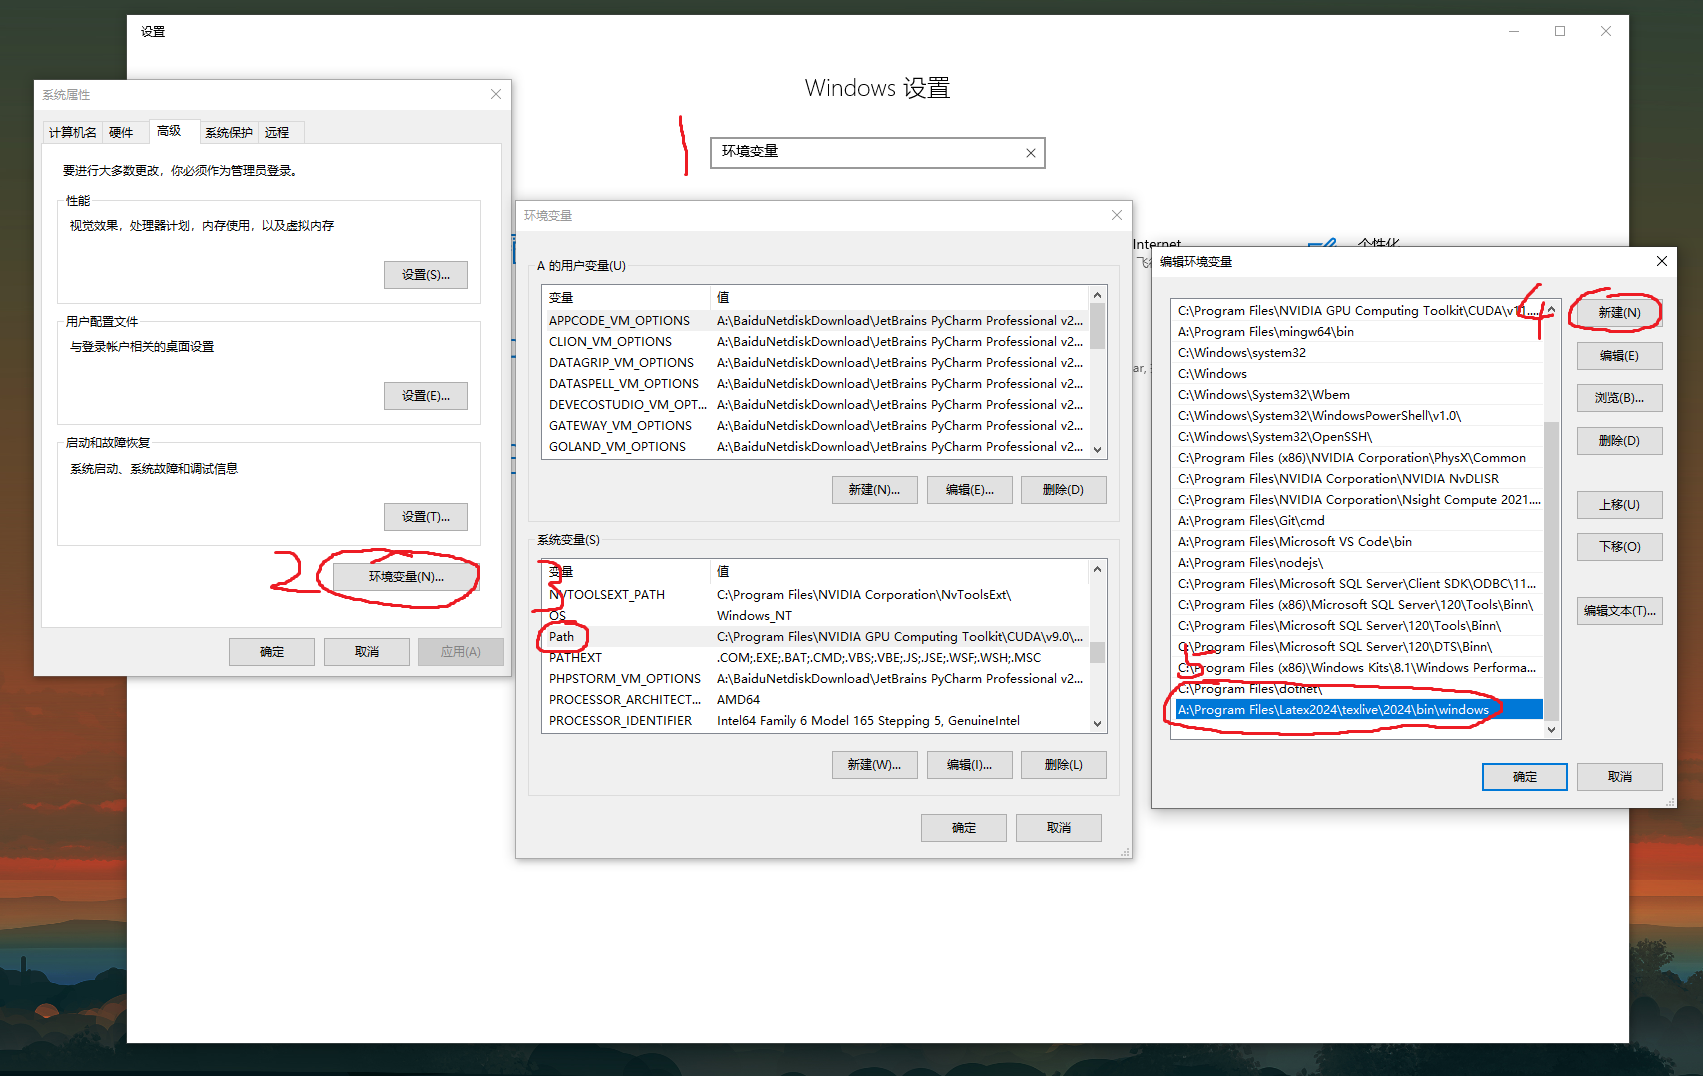 设置
Windows 设置
1
环境变量
系统属性
计算机名
硬件
高级
系统保护
远程
要进行大多数更改，你必须作为管理员登录。
性能
视觉效果，处理器计划，内存使用，以及虚拟内存
设置(S)...
用户配置文件
与登录帐户相关的桌面设置
设置(E)...
启动和故障恢复
系统启动、系统故障和调试信息
设置(T)...
2
环境变量(N)...
确定
取消
应用(A)
环境变量
A 的用户变量(U)
变量 值
APPCODE_VM_OPTIONS A:\BaiduNetdiskDownload\JetBrains PyCharm Professional v2...
CLION_VM_OPTIONS A:\BaiduNetdiskDownload\JetBrains PyCharm Professional v2...
DATAGRIP_VM_OPTIONS A:\BaiduNetdiskDownload\JetBrains PyCharm Professional v2...
DATASPELL_VM_OPTIONS A:\BaiduNetdiskDownload\JetBrains PyCharm Professional v2...
DEVECOSTUDIO_VM_OPT... A:\BaiduNetdiskDownload\JetBrains PyCharm Professional v2...
GATEWAY_VM_OPTIONS A:\BaiduNetdiskDownload\JetBrains PyCharm Professional v2...
GOLAND_VM_OPTIONS A:\BaiduNetdiskDownload\JetBrains PyCharm Professional v2...
新建(N)...
编辑(E)...
删除(D)
系统变量(S)
3
变量 值
NVTOOLSEXT_PATH C:\Program Files\NVIDIA Corporation\NvToolsExt\
OS Windows_NT
Path C:\Program Files\NVIDIA GPU Computing Toolkit\CUDA\v9.0\...
PATHEXT .COM;.EXE;.BAT;.CMD;.VBS;.VBE;.JS;.JSE;.WSF;.WSH;.MSC
PHPSTORM_VM_OPTIONS A:\BaiduNetdiskDownload\JetBrains PyCharm Professional v2...
PROCESSOR_ARCHITECT... AMD64
PROCESSOR_IDENTIFIER Intel64 Family 6 Model 165 Stepping 5, GenuineIntel
新建(W)...
编辑(I)...
删除(L)
确定
取消
Internet
个性化
ar,
编辑环境变量
C:\Program Files\NVIDIA GPU Computing Toolkit\CUDA\v11....
A:\Program Files\mingw64\bin
C:\Windows\system32
C:\Windows
C:\Windows\System32\Wbem
C:\Windows\System32\WindowsPowerShell\v1.0\
C:\Windows\System32\OpenSSH\
C:\Program Files (x86)\NVIDIA Corporation\PhysX\Common
C:\Program Files\NVIDIA Corporation\NVIDIA NvDLISR
C:\Program Files\NVIDIA Corporation\Nsight Compute 2021....
A:\Program Files\Git\cmd
A:\Program Files\Microsoft VS Code\bin
A:\Program Files\nodejs\
C:\Program Files\Microsoft SQL Server\Client SDK\ODBC\11...
C:\Program Files (x86)\Microsoft SQL Server\120\Tools\Binn\
C:\Program Files\Microsoft SQL Server\120\Tools\Binn\
C:\Program Files\Microsoft SQL Server\120\DTS\Binn\
C:\Program Files (x86)\Windows Kits\8.1\Windows Performa...
C:\Program Files\dotnet\
5
A:\Program Files\Latex2024\texlive\2024\bin\windows
4
新建(N)
编辑(E)
浏览(B)...
删除(D)
上移(U)
下移(O)
编辑文本(T)...
确定
取消